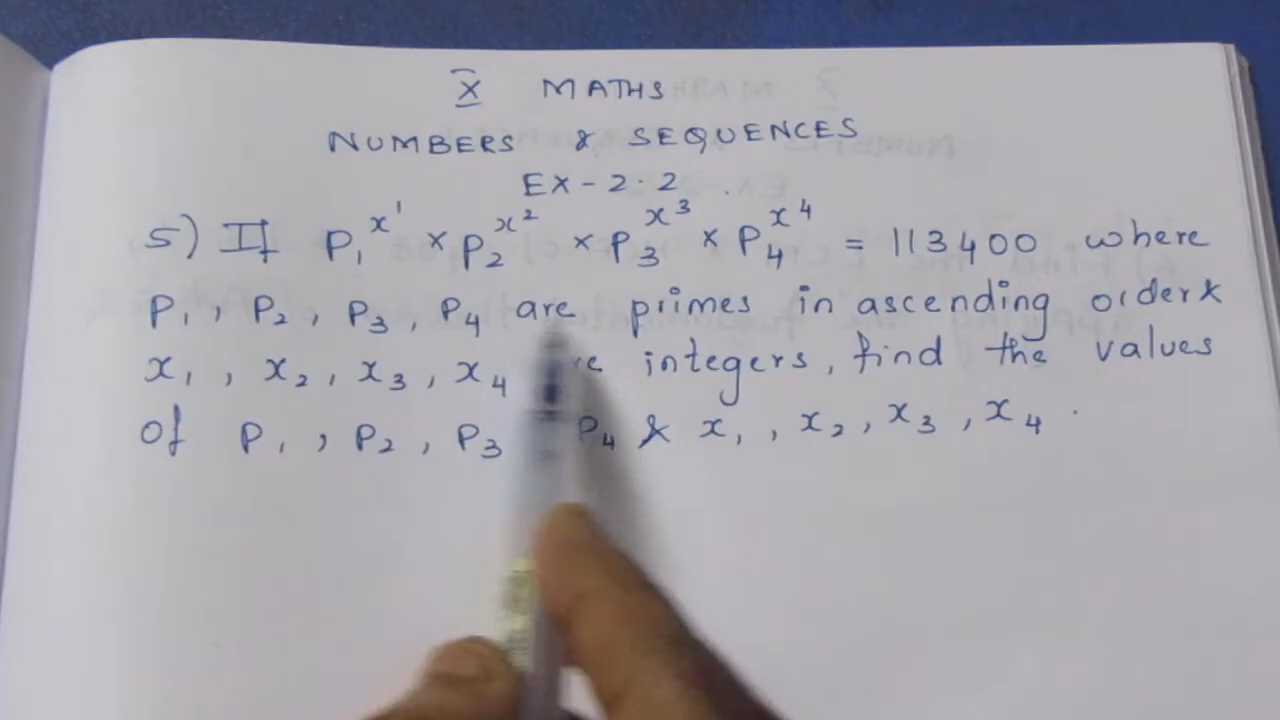 X MATHS
NUMBERS & SEQUENCES
EX-2.2
5) If P₁^x1 × P₂^x2 × P₃^x3 × P₄^x4 = 113400 where
P₁, P₂, P₃, P₄ are primes in ascending order &
x₁, x₂, x₃, x₄ integers, find the values
of P₁, P₂, P₃ P₄ & x₁, x₂, x₃, x₄.